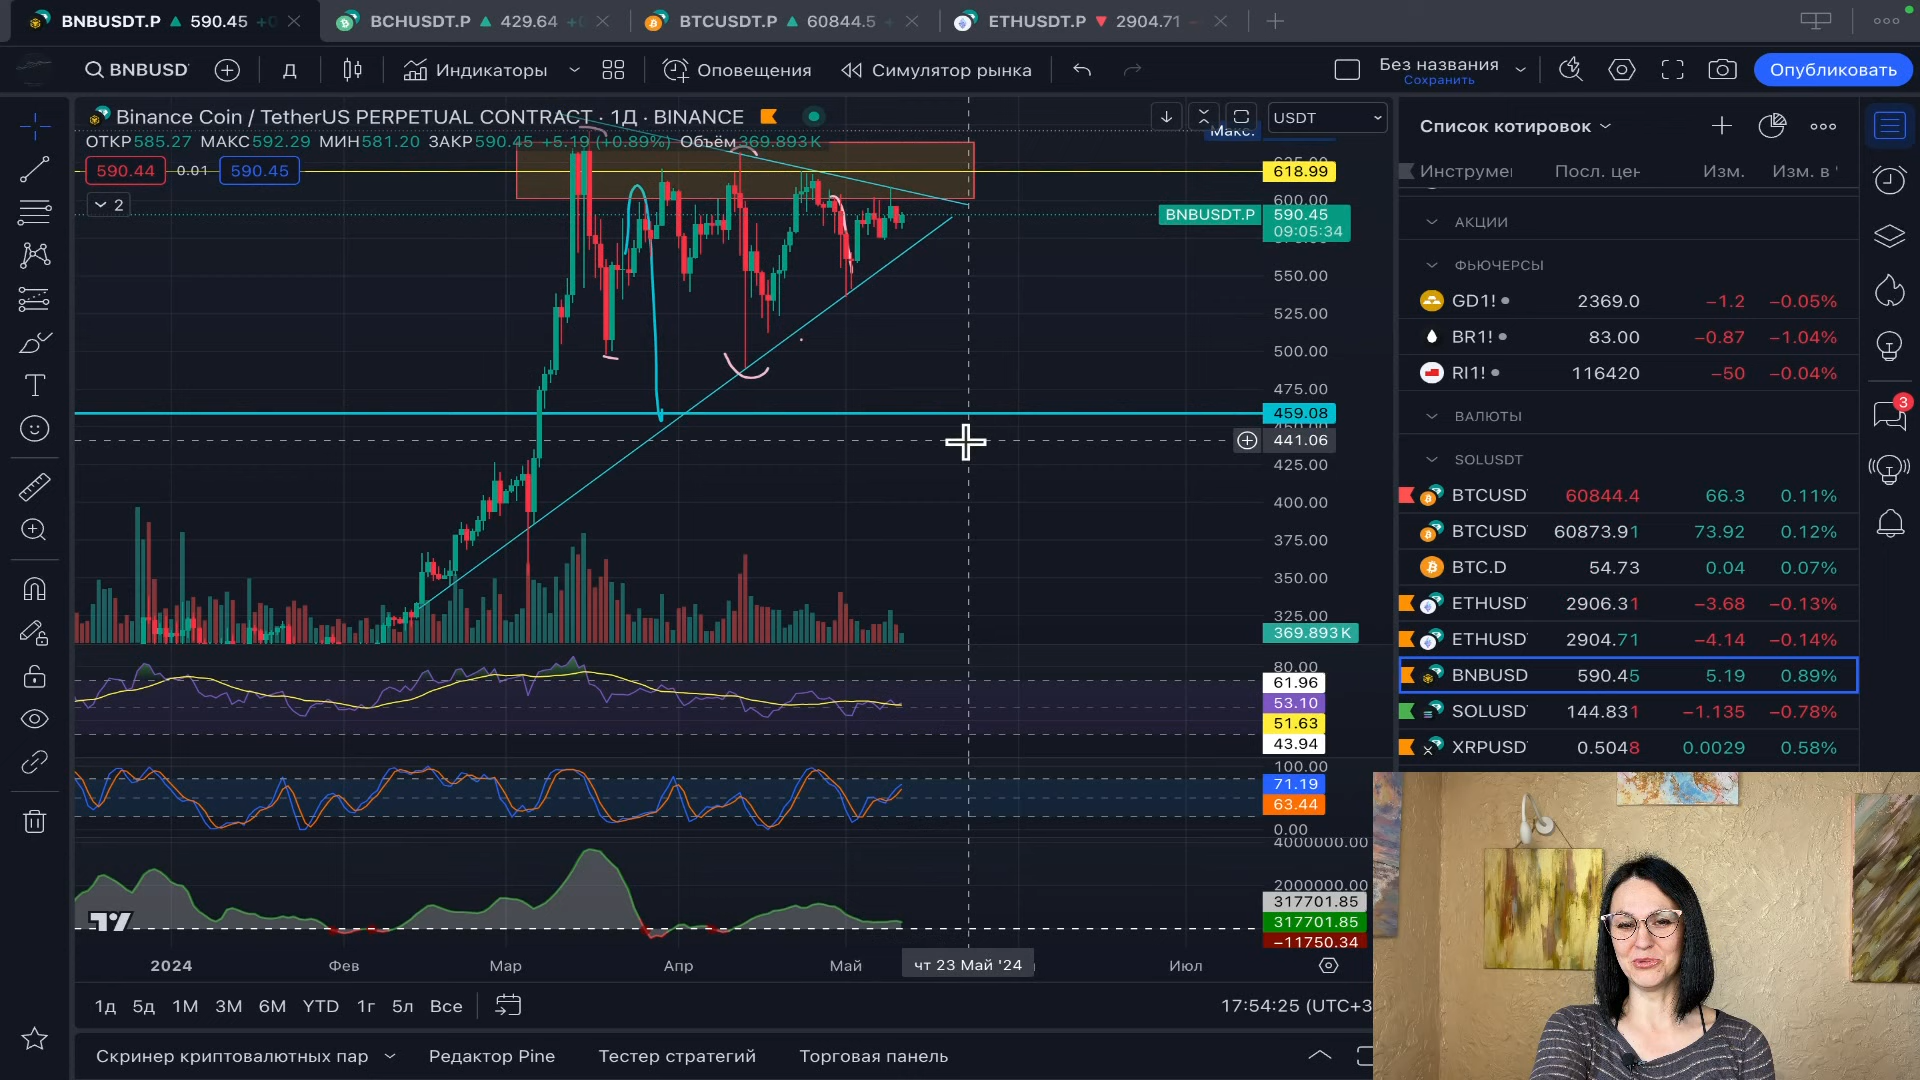 BNBUSDT.P ▲ 590.45
BCHUSDT.P ▲ 429.64
BTCUSDT.P ▲ 60844.5
ETHUSDT.P ▼ 2904.71
BNBUSD
Д
Индикаторы
Оповещения
Симулятор рынка
Без названия
Сохранить
Опубликовать
Binance Coin / TetherUS PERPETUAL CONTRACT · 1Д · BINANCE
USDT
ОТКР585.27 МАКС592.29 МИН581.20 ЗАКР590.45 +5.19 (+0.89%) Объём369.893K
590.44 0.01 590.45
2
Макс.
625.00
618.99
600.00
BNBUSDT.P 590.45
09:05:34
550.00
525.00
500.00
475.00
459.08
441.06
425.00
400.00
375.00
350.00
325.00
369.893K
80.00
61.96
53.10
51.63
43.94
100.00
71.19
63.44
0.00
4000000.00
2000000.00
317701.85
317701.85
−11750.34
2024 Фев Мар Апр Май чт 23 Май '24 Июл
1д 5д 1М 3М 6М YTD 1г 5л Все
17:54:25 (UTC+3
Скринер криптовалютных пар Редактор Pine Тестер стратегий Торговая панель
Список котировок
Инструмен Посл. цен Изм. Изм. в
АКЦИИ
ФЬЮЧЕРСЫ
GD1! 2369.0 −1.2 −0.05%
BR1! 83.00 −0.87 −1.04%
RI1! 116420 −50 −0.04%
ВАЛЮТЫ
SOLUSDT
BTCUSD 60844.4 66.3 0.11%
BTCUSD 60873.91 73.92 0.12%
BTC.D 54.73 0.04 0.07%
ETHUSD 2906.31 −3.68 −0.13%
ETHUSD 2904.71 −4.14 −0.14%
BNBUSD 590.45 5.19 0.89%
SOLUSD 144.831 −1.135 −0.78%
XRPUSD 0.5048 0.0029 0.58%
3